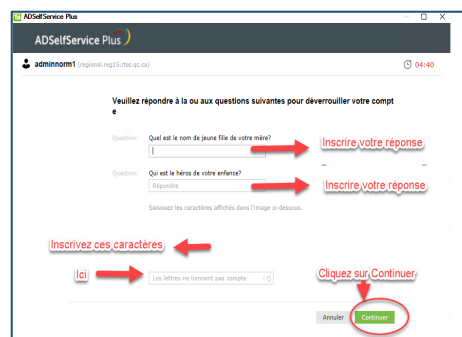 ADSelfService Plus
ADSelfService Plus
adminnorm1 (regional.reg15.rtss.qc.ca)
04:40
Veuillez répondre à la ou aux questions suivantes pour déverrouiller votre compt
e
Question: Quel est le nom de jeune fille de votre mère?
Inscrire votre réponse
Question: Qui est le héros de votre enfance?
Répondre
Inscrire votre réponse
Saisissez les caractères affichés dans l'image ci-dessous.
Inscrivez ces caractères
Ici
Les lettres ne tiennent pas compte
Cliquez sur Continuer
Annuler Continuer